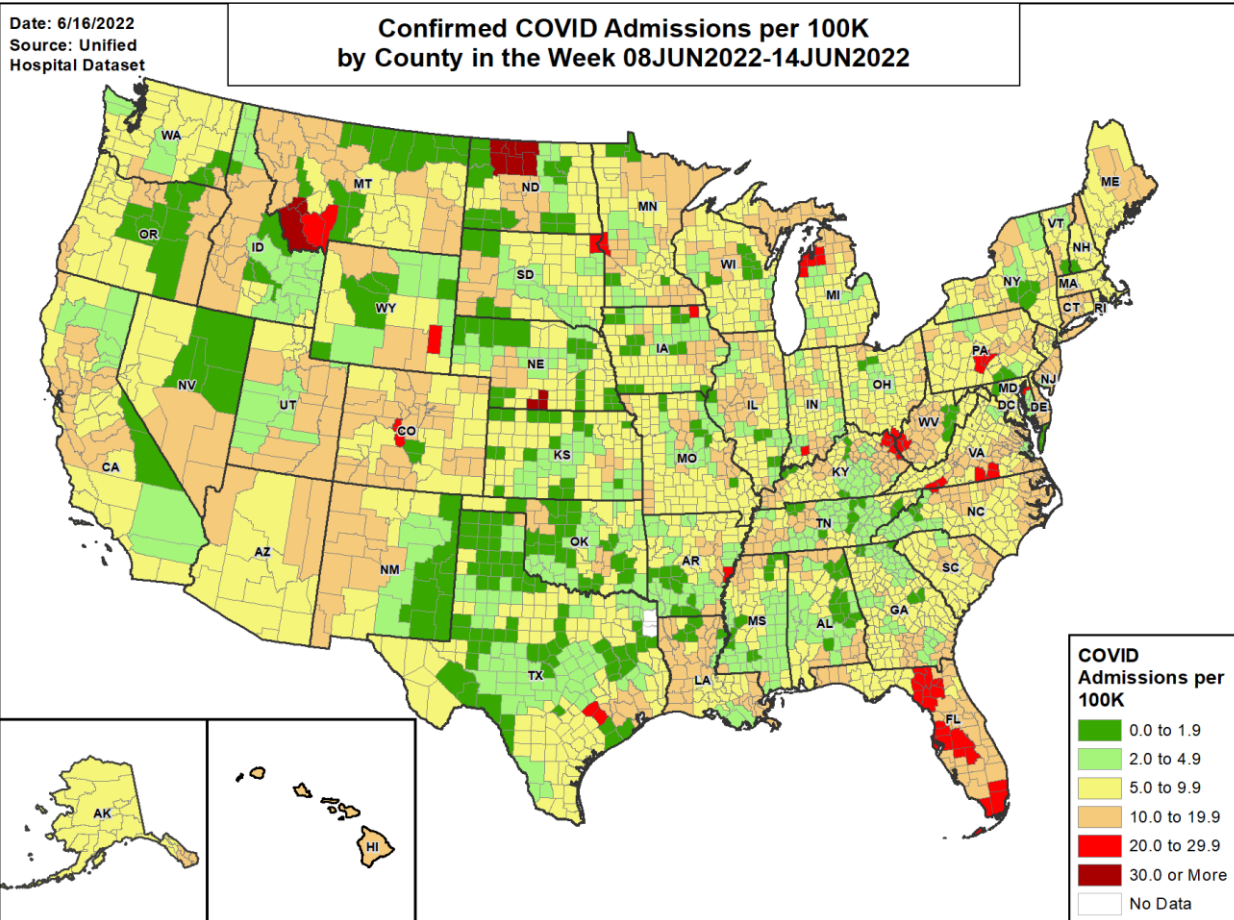 Date: 6/16/2022
Source: Unified
Hospital Dataset
Confirmed COVID Admissions per 100K
by County in the Week 08JUN2022-14JUN2022
WA
MT
ND
MN
ME
VT
NH
OR
ID
SD
WI
MI
NY
MA
CT
RI
WY
IA
PA
NJ
NE
NV
UT
CO
IL
IN
OH
MD
DC
DE
WV
VA
CA
KS
MO
KY
AZ
NM
OK
AR
TN
NC
SC
MS
AL
GA
TX
LA
FL
AK
HI
COVID
Admissions per
100K
0.0 to 1.9
2.0 to 4.9
5.0 to 9.9
10.0 to 19.9
20.0 to 29.9
30.0 or More
No Data